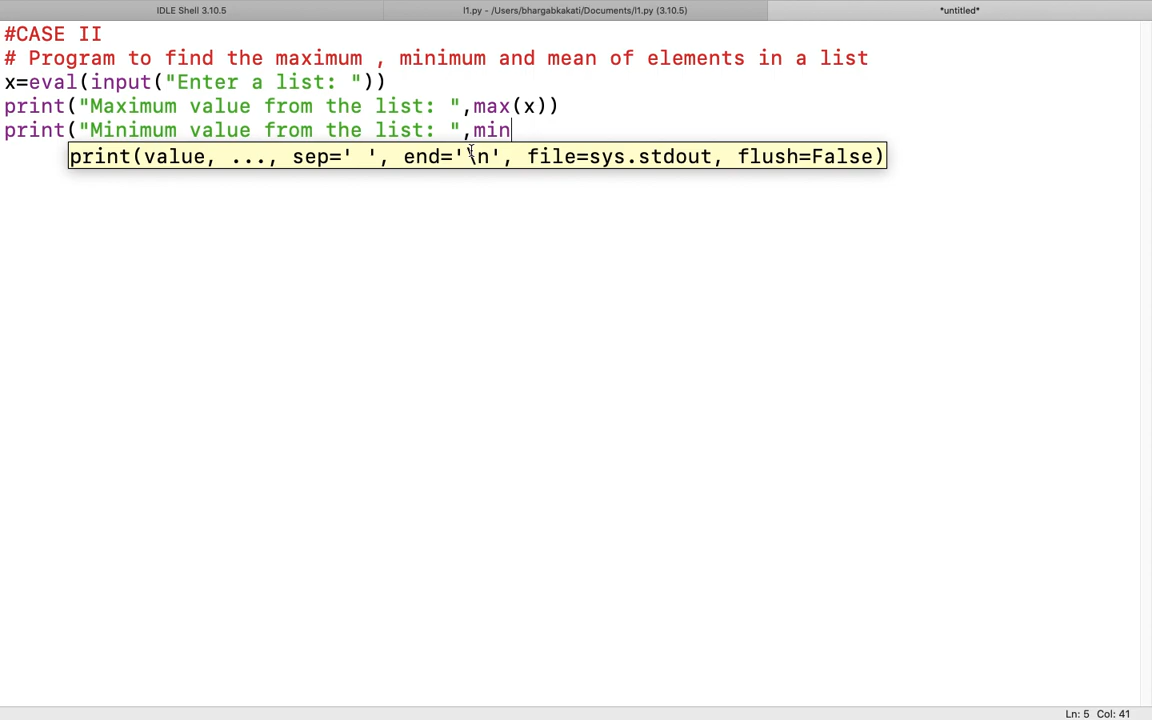 IDLE Shell 3.10.5
l1.py - /Users/bhargabkakati/Documents/l1.py (3.10.5)
*untitled*
#CASE II
# Program to find the maximum , minimum and mean of elements in a list
x=eval(input("Enter a list: "))
print("Maximum value from the list: ",max(x))
print("Minimum value from the list: ",min
print(value, ..., sep=' ', end='\n', file=sys.stdout, flush=False)
Ln: 5 Col: 41